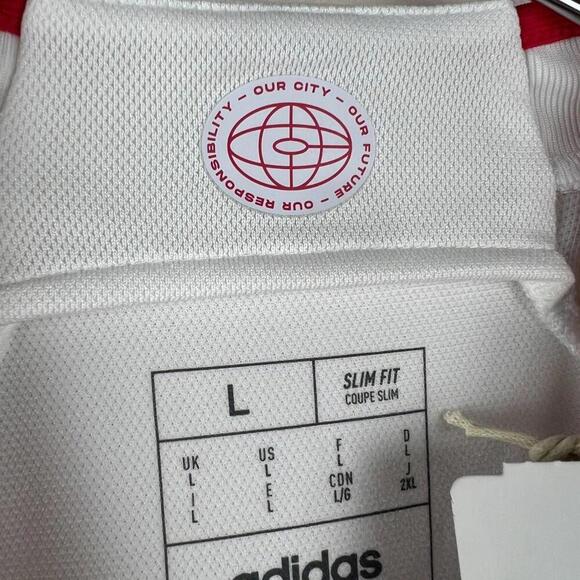 OUR CITY – OUR FUTURE – OUR RESPONSIBILITY –
L
SLIM FIT
COUPE SLIM
UK US F D
L L L L
I E CDN J
L L L/G 2XL
adidas